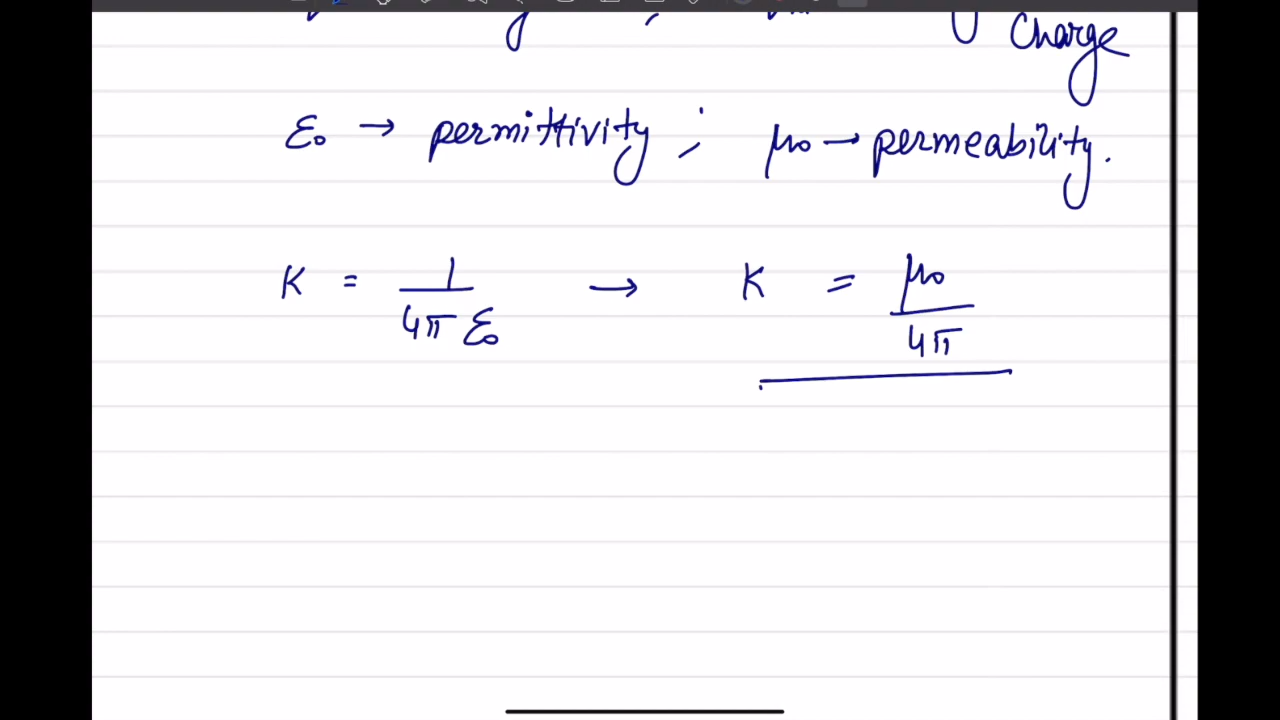 Charge
ε₀ → permittivity ; μ₀ → permeability.
K = 1/4π ε₀ → K = μ₀/4π